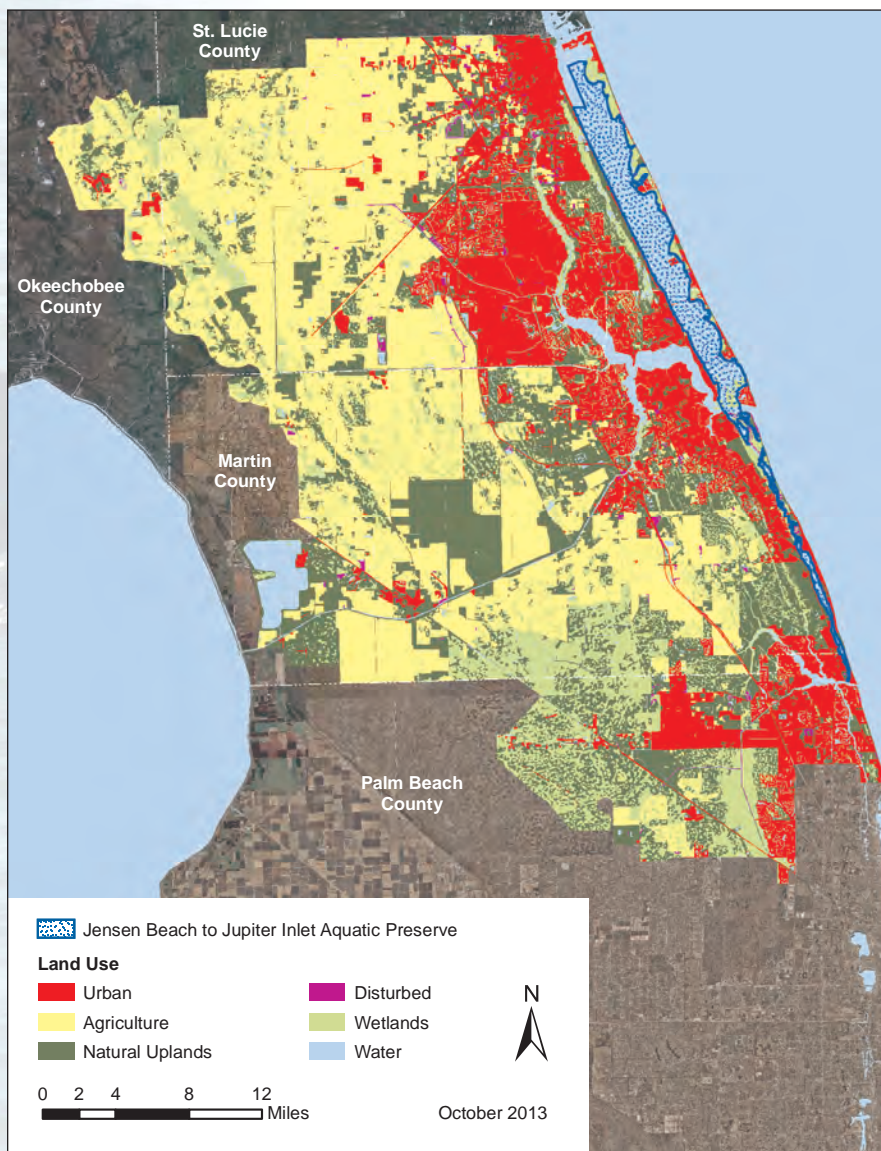 St. Lucie
County
Okeechobee
County
Martin
County
Palm Beach
County
Jensen Beach to Jupiter Inlet Aquatic Preserve
Land Use
Urban
Disturbed
N
Agriculture
Wetlands
Natural Uplands
Water
0 2 4 8 12
Miles
October 2013